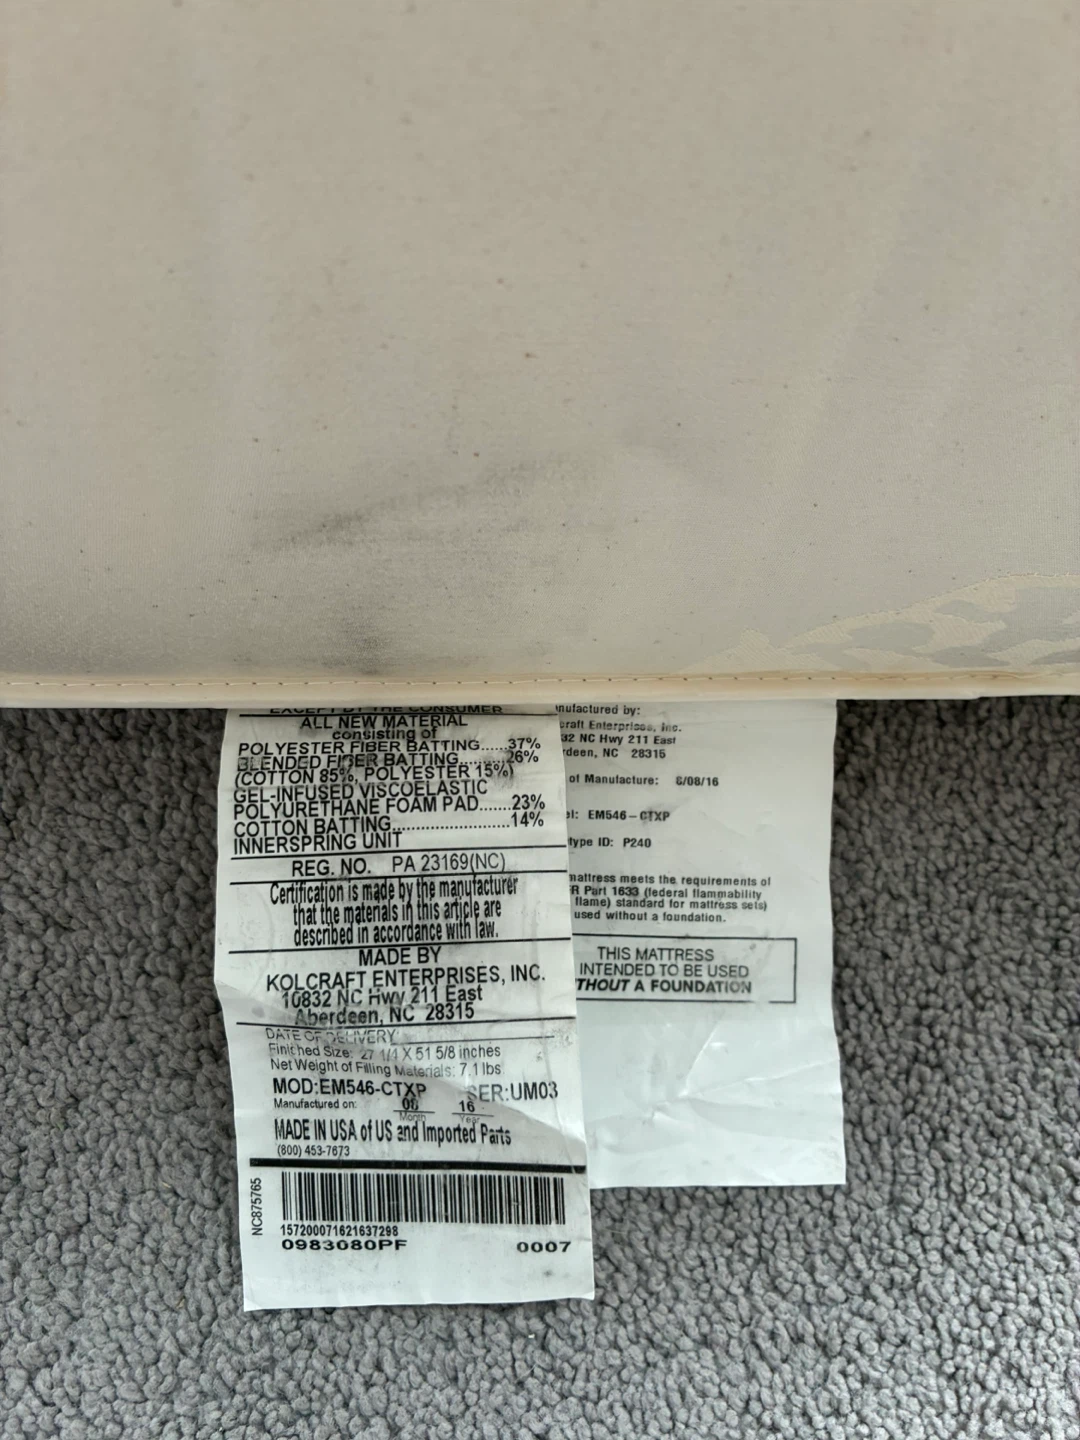 EXCEPT BY THE CONSUMER
ALL NEW MATERIAL
consisting of
POLYESTER FIBER BATTING......37%
BLENDED FIBER BATTING..........26%
(COTTON 85%, POLYESTER 15%)
GEL-INFUSED VISCOELASTIC
POLYURETHANE FOAM PAD.......23%
COTTON BATTING.........................14%
INNERSPRING UNIT
REG. NO. PA 23169(NC)
Certification is made by the manufacturer
that the materials in this article are
described in accordance with law.
MADE BY
KOLCRAFT ENTERPRISES, INC.
10832 NC Hwy 211 East
Aberdeen, NC 28315
DATE OF DELIVERY
Finished Size: 27 1/4 X 51 5/8 inches
Net Weight of Filling Materials: 7.1 lbs
MOD:EM546-CTXP SER:UM03
Manufactured on: 08 16
Month Year
MADE IN USA of US and Imported Parts
(800) 453-7673
NC875765
157200071621637298
0983080PF 0007
nufactured by:
craft Enterprises, Inc.
32 NC Hwy 211 East
rdeen, NC 28315
of Manufacture: 8/08/16
el: EM546-CTXP
type ID: P240
mattress meets the requirements of
R Part 1633 (federal flammability
flame) standard for mattress sets)
used without a foundation.
THIS MATTRESS
INTENDED TO BE USED
THOUT A FOUNDATION